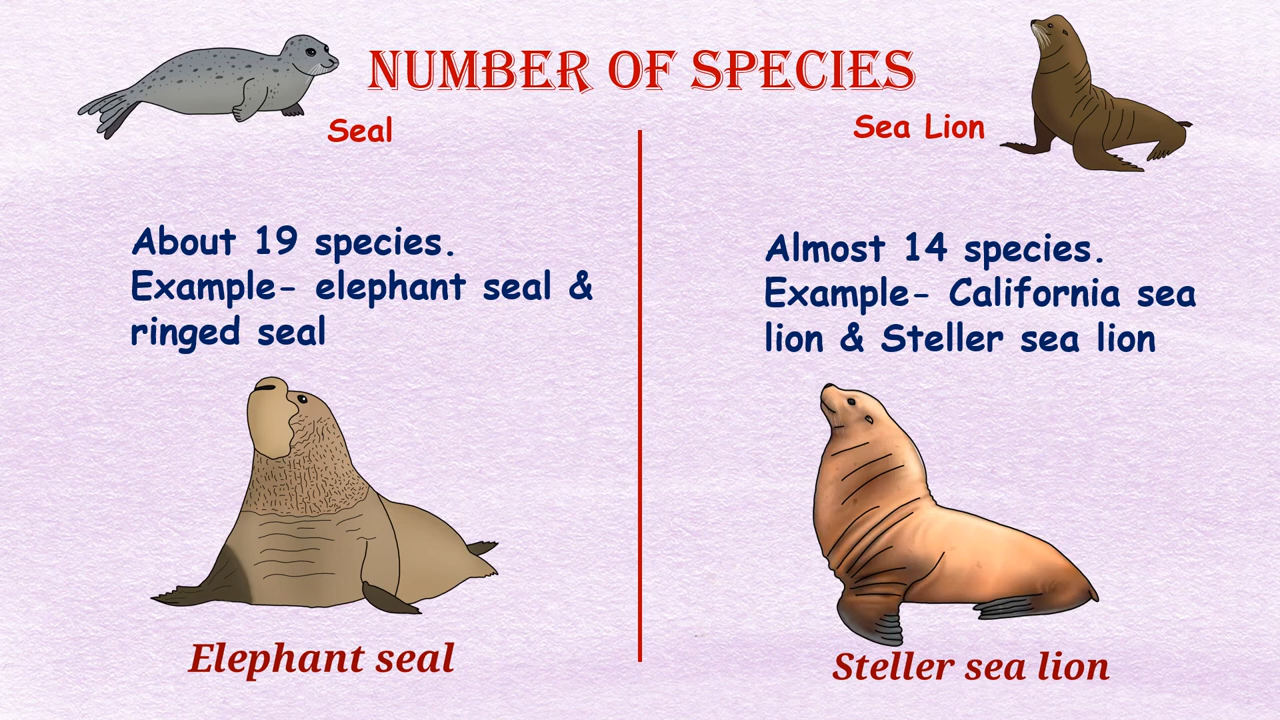 NUMBER OF SPECIES
Seal
Sea Lion
About 19 species.
Example- elephant seal &
ringed seal
Almost 14 species.
Example- California sea
lion & Steller sea lion
Elephant seal
Steller sea lion